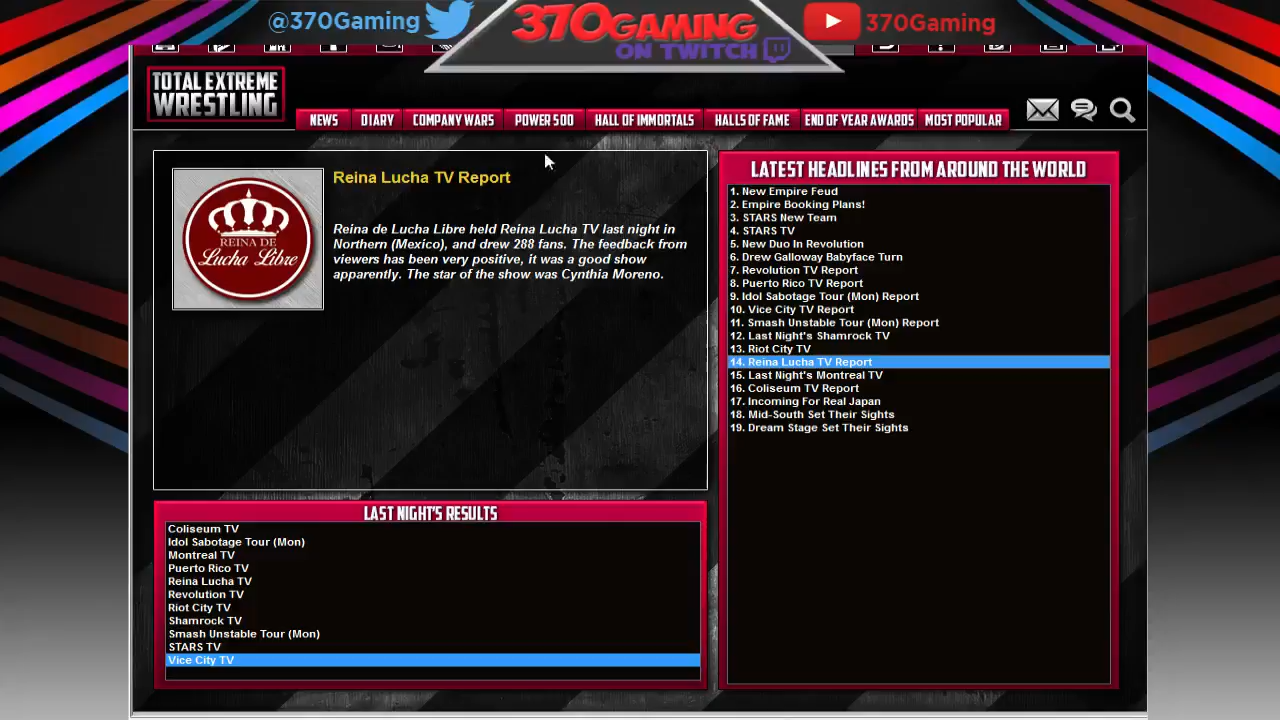 @370Gaming
370GAMING
ON TWITCH
370Gaming
TOTAL EXTREME
WRESTLING
NEWS
DIARY
COMPANY WARS
POWER 500
HALL OF IMMORTALS
HALLS OF FAME
END OF YEAR AWARDS
MOST POPULAR
REINA DE
Lucha Libre
Reina Lucha TV Report
Reina de Lucha Libre held Reina Lucha TV last night in
Northern (Mexico), and drew 288 fans. The feedback from
viewers has been very positive, it was a good show
apparently. The star of the show was Cynthia Moreno.
LATEST HEADLINES FROM AROUND THE WORLD
1. New Empire Feud
2. Empire Booking Plans!
3. STARS New Team
4. STARS TV
5. New Duo In Revolution
6. Drew Galloway Babyface Turn
7. Revolution TV Report
8. Puerto Rico TV Report
9. Idol Sabotage Tour (Mon) Report
10. Vice City TV Report
11. Smash Unstable Tour (Mon) Report
12. Last Night's Shamrock TV
13. Riot City TV
14. Reina Lucha TV Report
15. Last Night's Montreal TV
16. Coliseum TV Report
17. Incoming For Real Japan
18. Mid-South Set Their Sights
19. Dream Stage Set Their Sights
LAST NIGHT'S RESULTS
Coliseum TV
Idol Sabotage Tour (Mon)
Montreal TV
Puerto Rico TV
Reina Lucha TV
Revolution TV
Riot City TV
Shamrock TV
Smash Unstable Tour (Mon)
STARS TV
Vice City TV